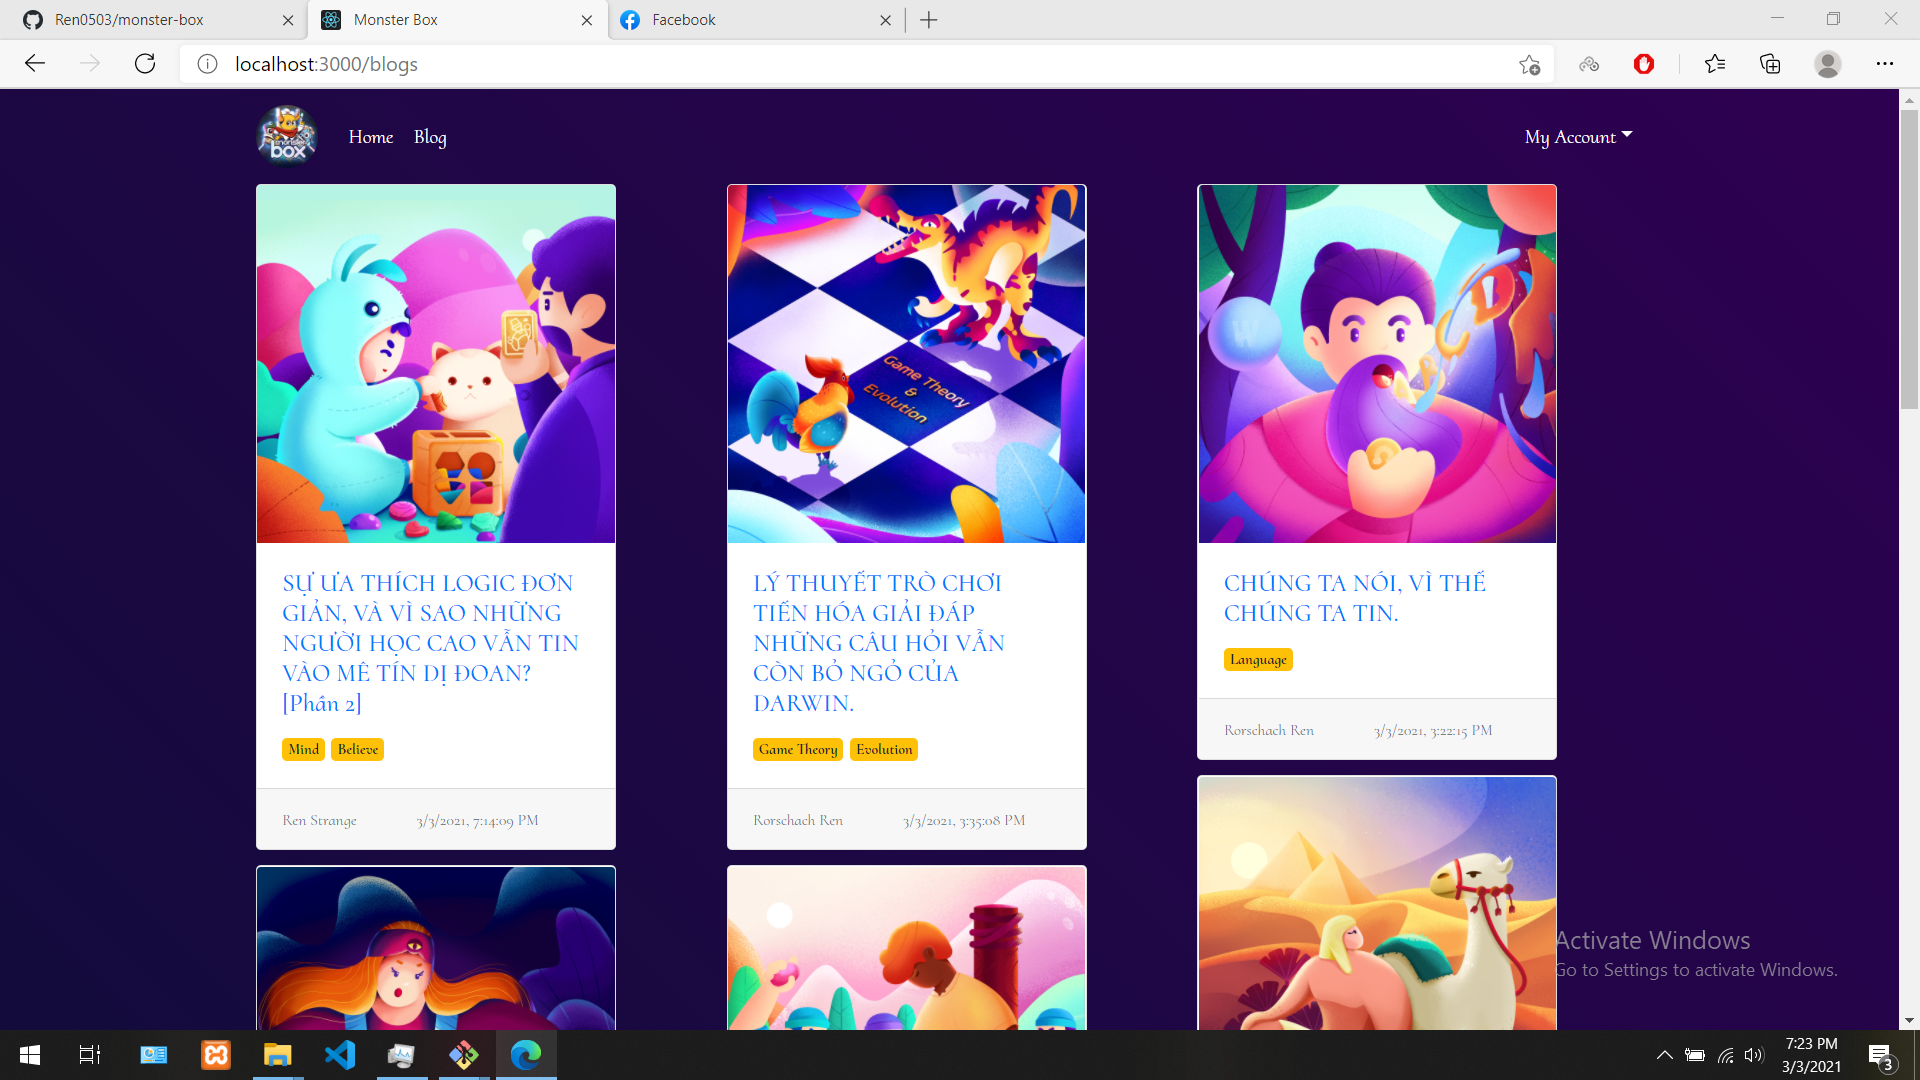 Ren0503/monster-box
Monster Box
Facebook
localhost:3000/blogs
monster
box
Home
Blog
My Account
Game Theory
&
Evolution
W
SỰ ƯA THÍCH LOGIC ĐƠN
GIẢN, VÀ VÌ SAO NHỮNG
NGƯỜI HỌC CAO VẪN TIN
VÀO MÊ TÍN DỊ ĐOAN?
[Phần 2]
Mind
Believe
Ren Strange
3/3/2021, 7:14:09 PM
LÝ THUYẾT TRÒ CHƠI
TIẾN HÓA GIẢI ĐÁP
NHỮNG CÂU HỎI VẪN
CÒN BỎ NGỎ CỦA
DARWIN.
Game Theory
Evolution
Rorschach Ren
3/3/2021, 3:35:08 PM
CHÚNG TA NÓI, VÌ THẾ
CHÚNG TA TIN.
Language
Rorschach Ren
3/3/2021, 3:22:15 PM
Activate Windows
Go to Settings to activate Windows.
7:23 PM
3/3/2021
3